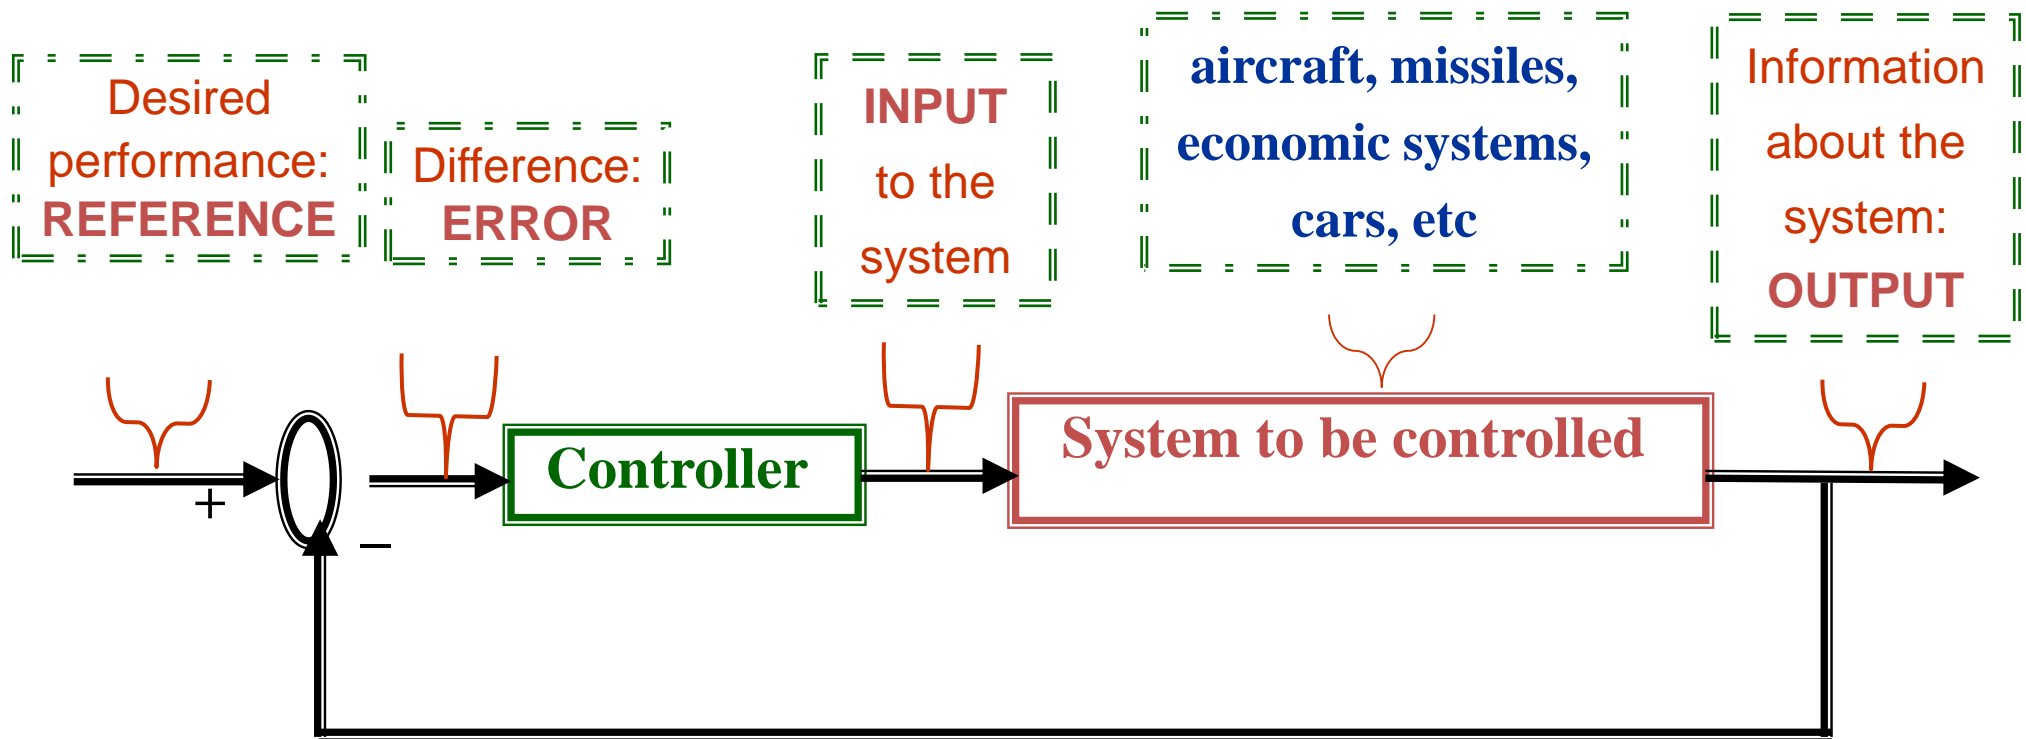 Desired
performance:
REFERENCE
Difference:
ERROR
INPUT
to the
system
aircraft, missiles,
economic systems,
cars, etc
Information
about the
system:
OUTPUT
+
Controller
System to be controlled
−